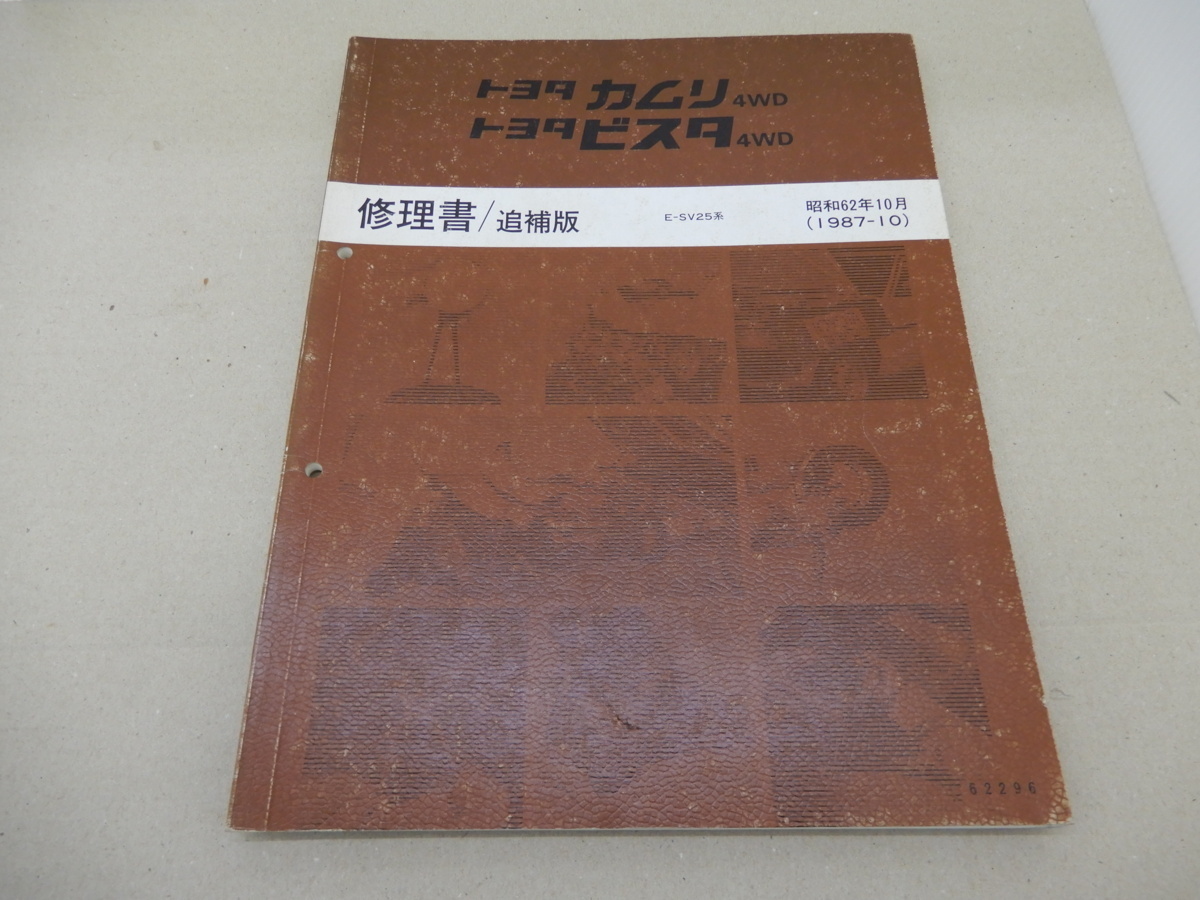 トヨタ カムリ 4WD
トヨタ ビスタ 4WD
修理書/追補版 E-SV25系 昭和62年10月
(1987-10)
62296